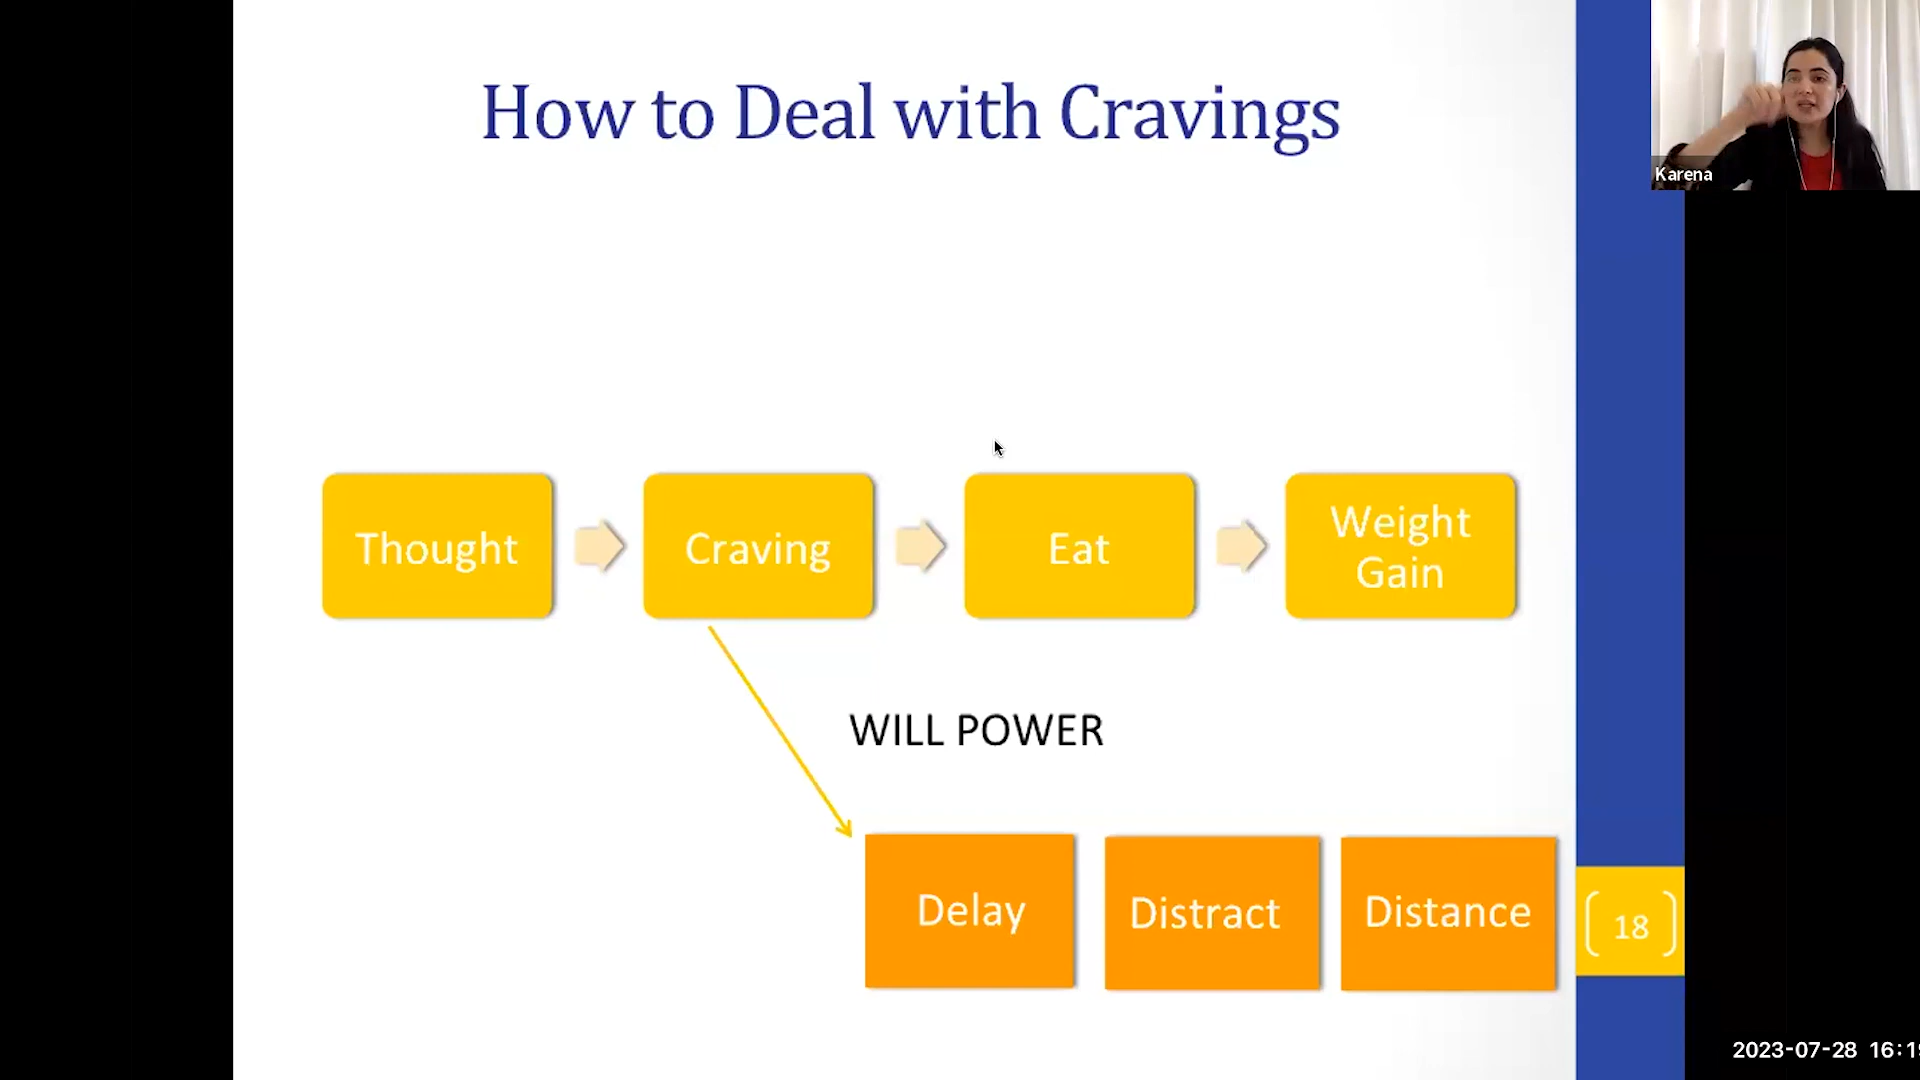 How to Deal with Cravings
Karena
Thought
Craving
Eat
Weight
Gain
WILL POWER
Delay
Distract
Distance
18
2023-07-28 16:1